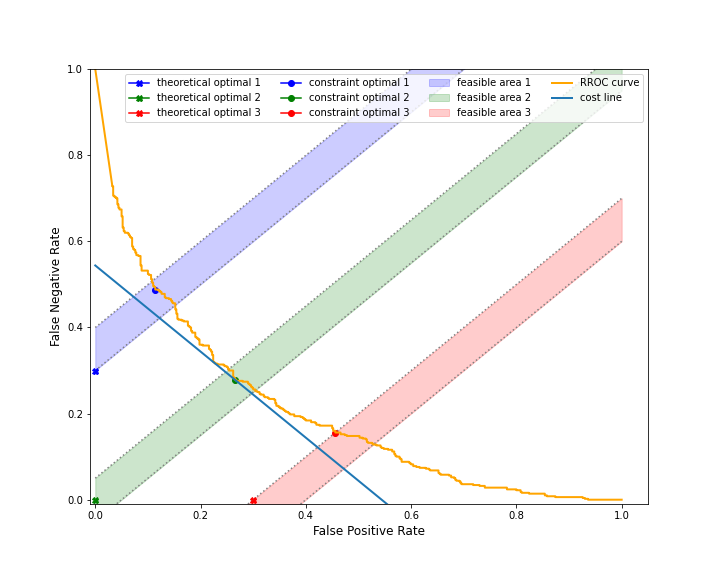 1.0
0.8
0.6
0.4
0.2
0.0
False Negative Rate
theoretical optimal 1
theoretical optimal 2
theoretical optimal 3
constraint optimal 1
constraint optimal 2
constraint optimal 3
feasible area 1
feasible area 2
feasible area 3
RROC curve
cost line
0.0 0.2 0.4 0.6 0.8 1.0
False Positive Rate